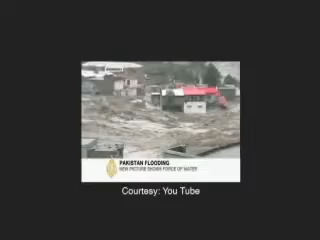 PAKISTAN FLOODING
NEW PICTURE SHOWS FORCE OF WATER
Courtesy: You Tube